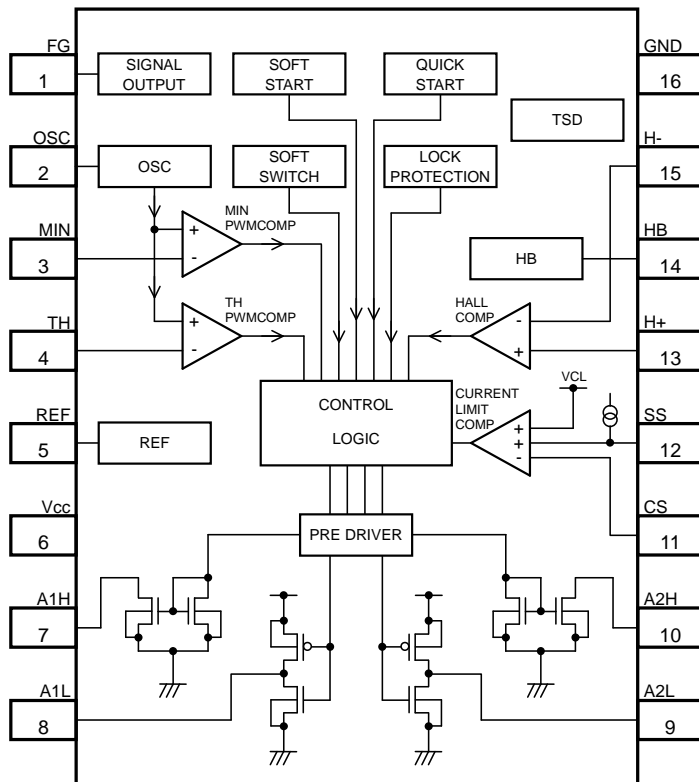 FG
1
SIGNAL
OUTPUT
SOFT
START
QUICK
START
GND
16
TSD
OSC
2
OSC
SOFT
SWITCH
LOCK
PROTECTION
H-
15
MIN
3
+
-
MIN
PWMCOMP
HB
HB
14
TH
4
+
-
TH
PWMCOMP
HALL
COMP
-
+
H+
13
REF
5
REF
CONTROL
LOGIC
CURRENT
LIMIT
COMP
VCL
+
+
-
SS
12
Vcc
6
PRE DRIVER
CS
11
A1H
7
A2H
10
A1L
8
A2L
9